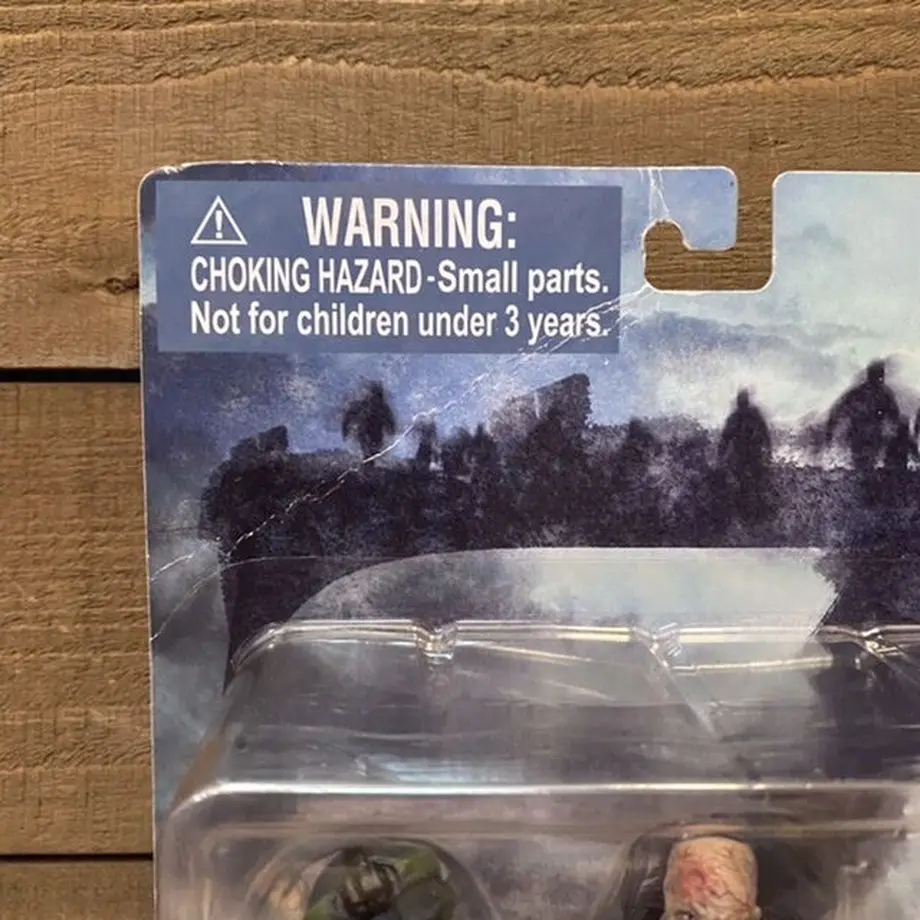 WARNING:
CHOKING HAZARD-Small parts.
Not for children under 3 years.